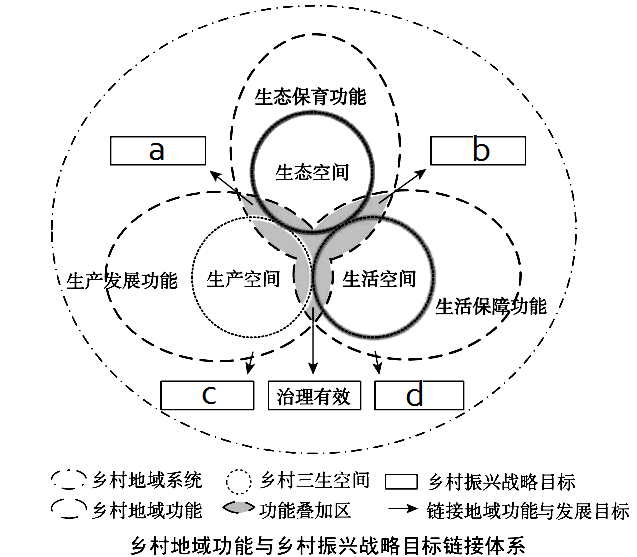 生态保育功能
a
b
生态空间
生产发展功能
生产空间
生活空间
生活保障功能
c
治理有效
d
乡村地域系统
乡村三生空间
乡村振兴战略目标
乡村地域功能
功能叠加区
链接地域功能与发展目标
乡村地域功能与乡村振兴战略目标链接体系